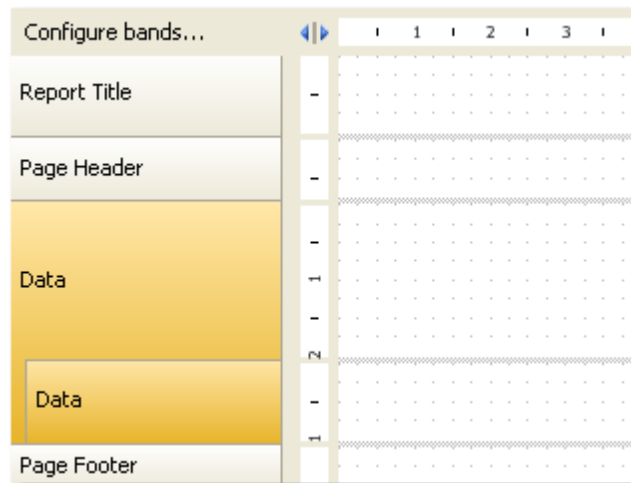 Configure bands...
1 2 3
Report Title
Page Header
Data
1
2
Data
1
Page Footer